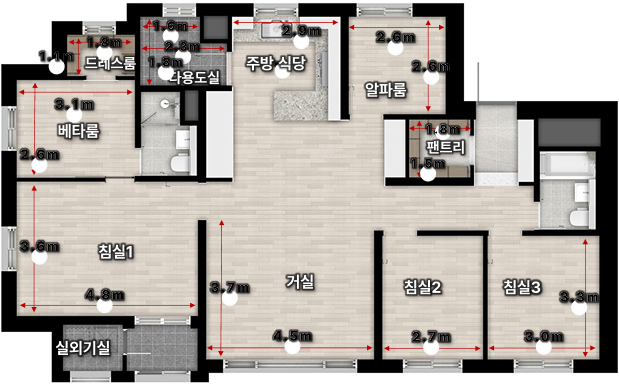 1.6m
2.9m
2.6m
1.1m
1.9m
드레스룸
2.3m
주방·식당
1.5m
다용도실
2.6m
알파룸
3.1m
베타룸
1.8m
팬트리
2.6m
1.5m
3.6m
침실1
거실
침실2
침실3
4.8m
3.7m
3.3m
4.5m
2.7m
3.0m
실외기실